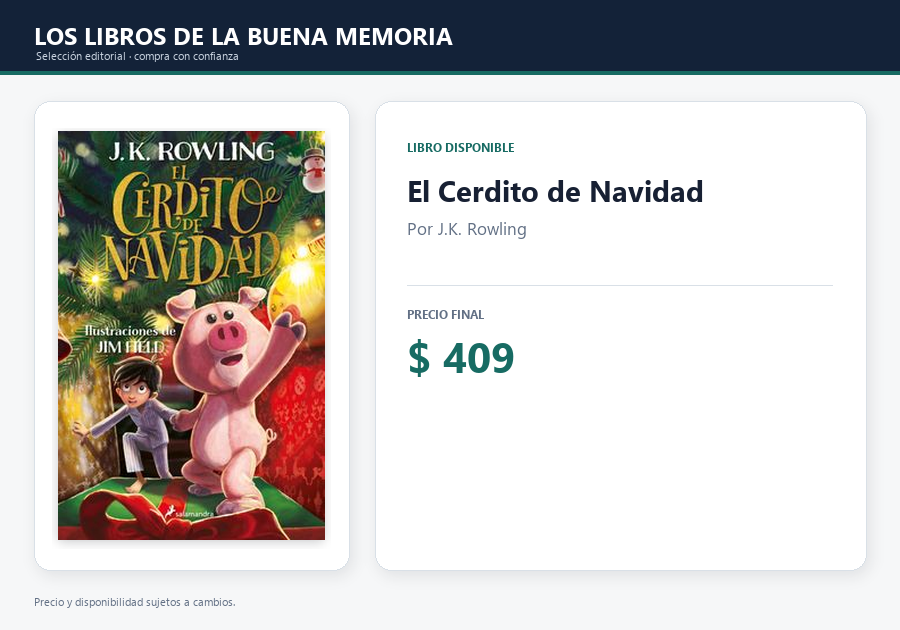 LOS LIBROS DE LA BUENA MEMORIA
Selección editorial · compra con confianza
J. K. ROWLING
EL
CERDITO
DE
NAVIDAD
Ilustraciones de
JIM FIELD
salamandra
LIBRO DISPONIBLE
El Cerdito de Navidad
Por J.K. Rowling
PRECIO FINAL
$ 409
Precio y disponibilidad sujetos a cambios.